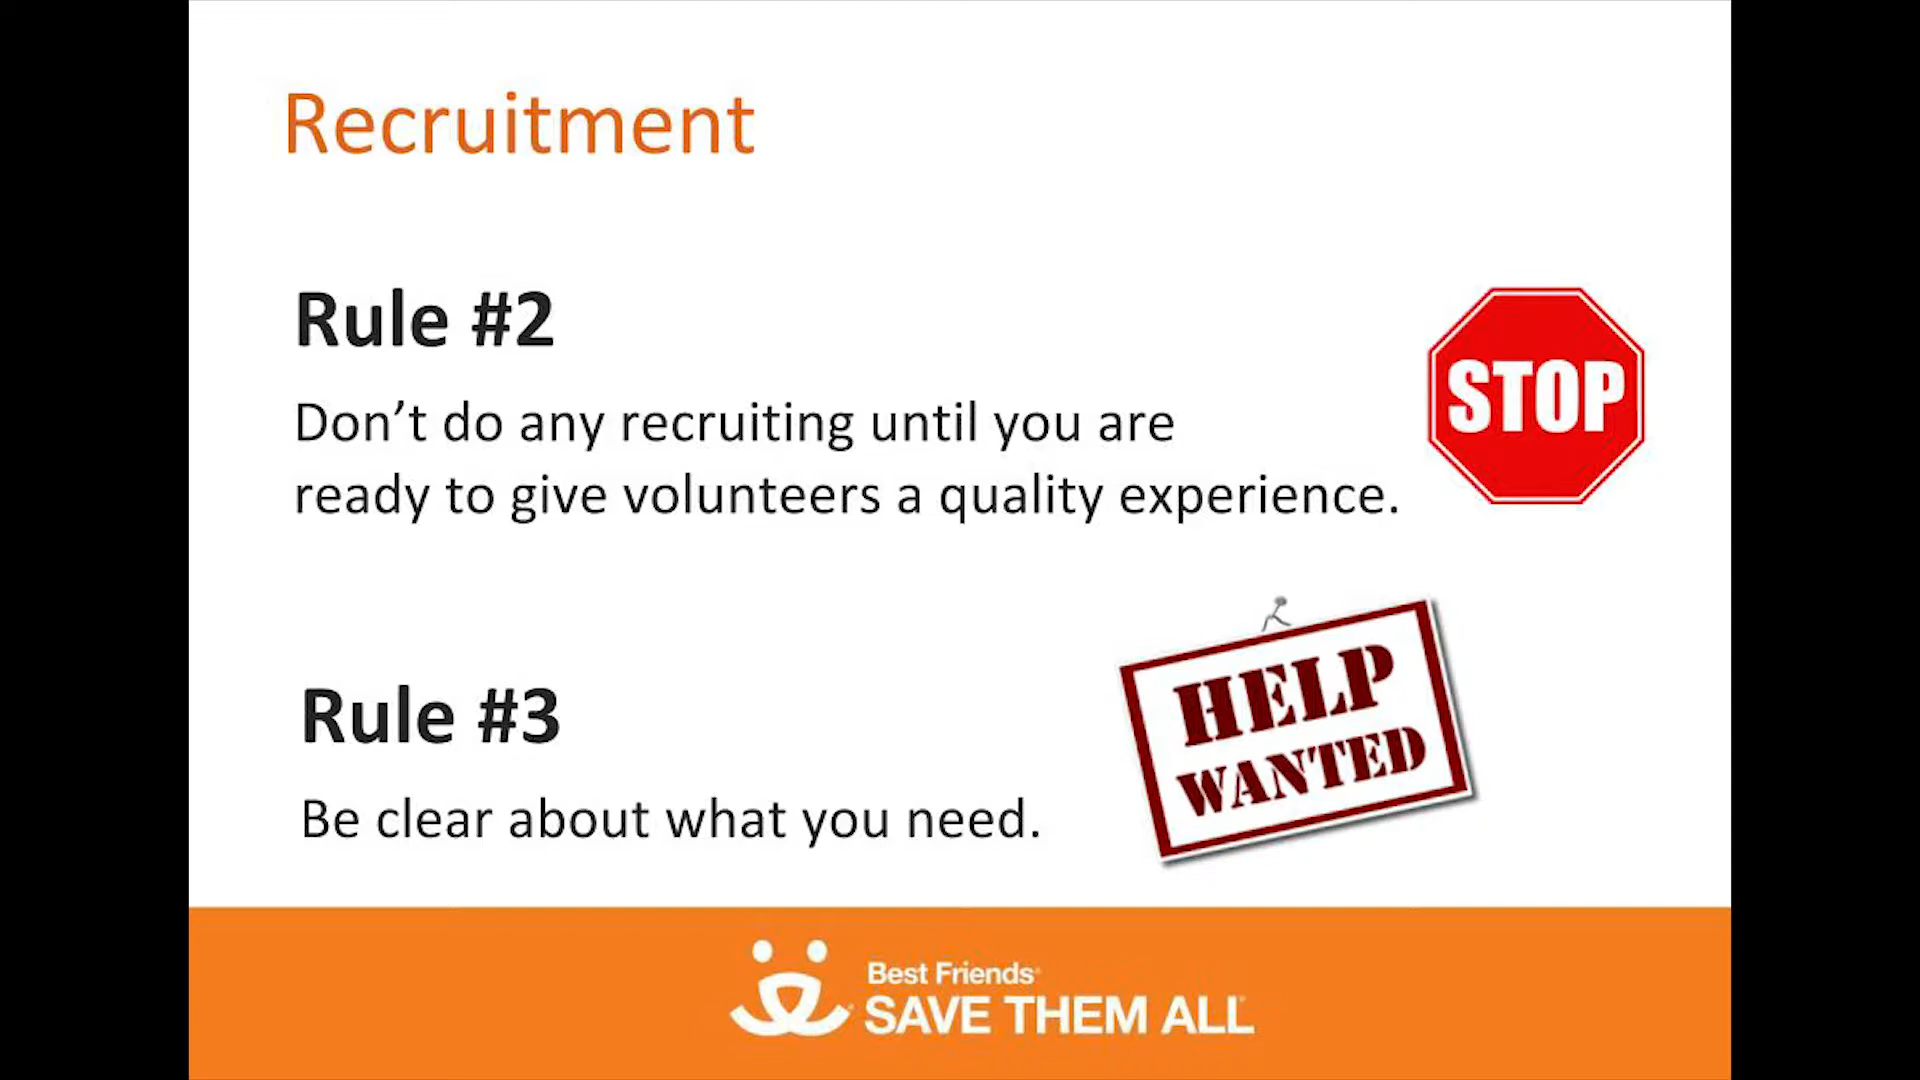 Recruitment
Rule #2
Don’t do any recruiting until you are
ready to give volunteers a quality experience.
STOP
Rule #3
Be clear about what you need.
HELP
WANTED
Best Friends®
SAVE THEM ALL®